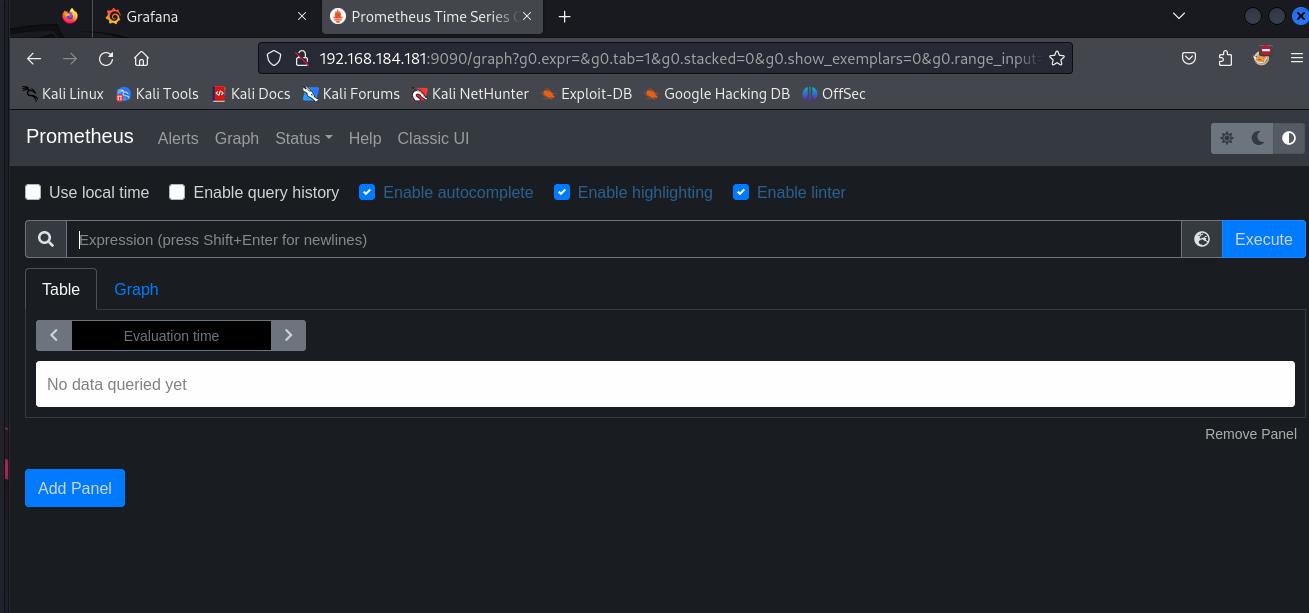 Grafana
Prometheus Time Series
192.168.184.181:9090/graph?g0.expr=&g0.tab=1&g0.stacked=0&g0.show_exemplars=0&g0.range_input
Kali Linux Kali Tools Kali Docs Kali Forums Kali NetHunter Exploit-DB Google Hacking DB OffSec
Prometheus Alerts Graph Status Help Classic UI
Use local time Enable query history Enable autocomplete Enable highlighting Enable linter
Expression (press Shift+Enter for newlines) Execute
Table Graph
Evaluation time
No data queried yet
Remove Panel
Add Panel